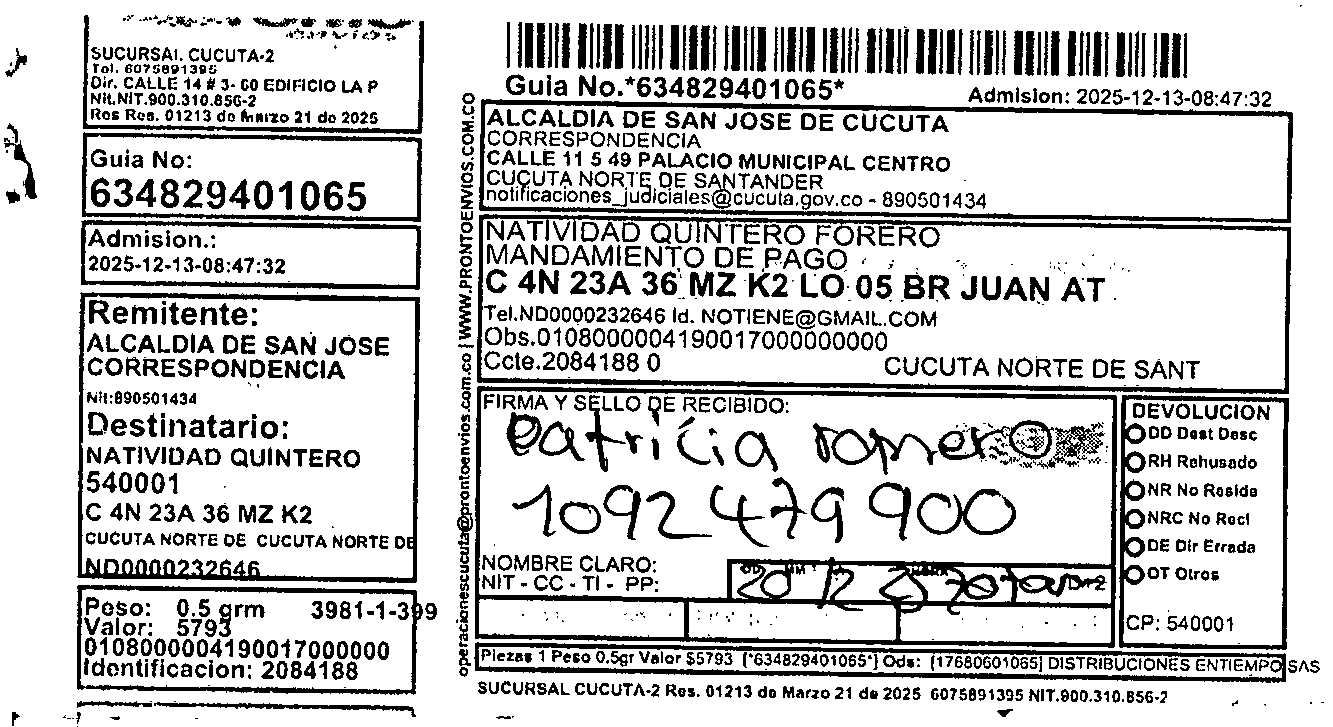 SUCURSAL CUCUTA-2
Tel. 6075891395
Dir. CALLE 14 # 3- 60 EDIFICIO LA P
Nit.NIT.900.310.856-2
Res Res. 01213 de Marzo 21 de 2025
Guia No:
634829401065
Admision.:
2025-12-13-08:47:32
Remitente:
ALCALDIA DE SAN JOSE
CORRESPONDENCIA
Nit:890501434
Destinatario:
NATIVIDAD QUINTERO
540001
C 4N 23A 36 MZ K2
CUCUTA NORTE DE CUCUTA NORTE DE
ND0000232646
Peso: 0.5 grm 3981-1-399
Valor: 5793
0108000004190017000000000
Identificacion: 2084188
operacionescucuta@prontoenvios.com.co | WWW.PRONTOENVIOS.COM.CO
Guia No.*634829401065*
Admision: 2025-12-13-08:47:32
ALCALDIA DE SAN JOSE DE CUCUTA
CORRESPONDENCIA
CALLE 11 5 49 PALACIO MUNICIPAL CENTRO
CUCUTA NORTE DE SANTANDER
notificaciones_judiciales@cucuta.gov.co - 890501434
NATIVIDAD QUINTERO FORERO
MANDAMIENTO DE PAGO
C 4N 23A 36 MZ K2 LO 05 BR JUAN AT
Tel.ND0000232646 Id. NOTIENE@GMAIL.COM
Obs.0108000004190017000000000
Ccte.2084188 0 CUCUTA NORTE DE SANT
FIRMA Y SELLO DE RECIBIDO:
Patricia romero
1092479900
NOMBRE CLARO:
NIT - CC - TI - PP:
20 12
DEVOLUCION
DD Dest Desc
RH Rehusado
NR No Reside
NRC No Recl
DE Dir Errada
OT Otros
CP: 540001
Piezas 1 Peso 0.5gr Valor $5793 [*634829401065*] Ods: [17680601065] DISTRIBUCIONES ENTIEMPO SAS
SUCURSAL CUCUTA-2 Res. 01213 de Marzo 21 de 2025 6075891395 NIT.900.310.856-2